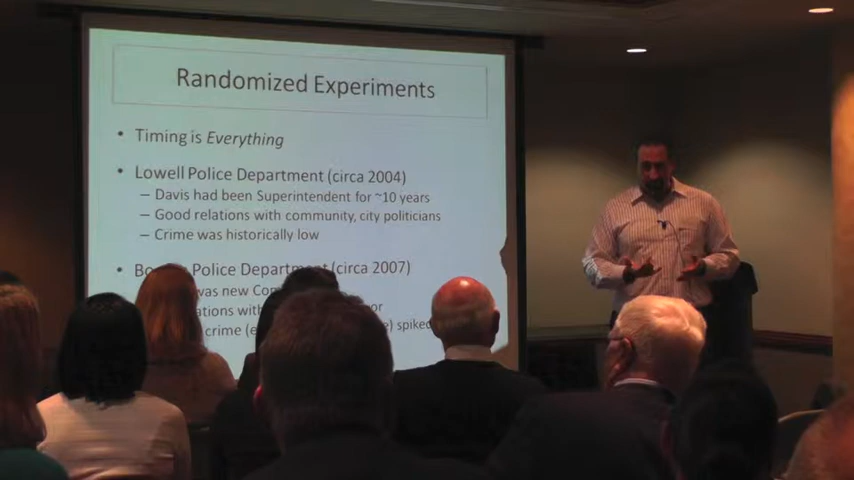 Randomized Experiments
• Timing is Everything
• Lowell Police Department (circa 2004)
– Davis had been Superintendent for ~10 years
– Good relations with community, city politicians
– Crime was historically low
• Police Department (circa 2007)
was new
with
crime spiked